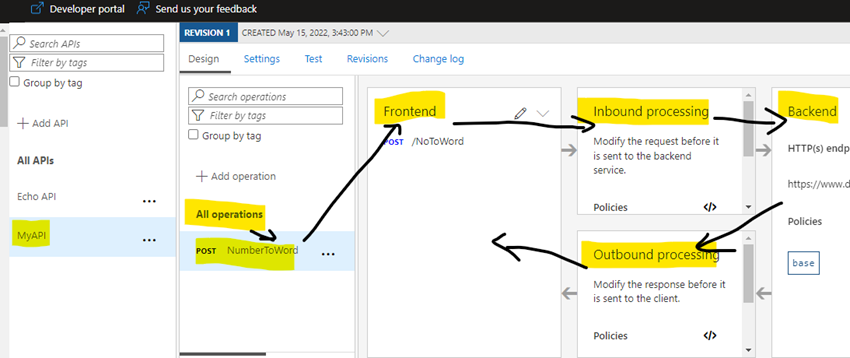 Developer portal
Send us your feedback
Search APIs
Filter by tags
Group by tag
+ Add API
All APIs
Echo API
...
MyAPI
...
REVISION 1
CREATED May 15, 2022, 3:43:00 PM
Design
Settings
Test
Revisions
Change log
Search operations
Filter by tags
Group by tag
+ Add operation
All operations
POST NumberToWord
...
Frontend
POST /NoToWord
Inbound processing
Modify the request before it
is sent to the backend
service.
Policies
</>
Backend
HTTP(s) endp
https://www.d
Policies
base
Outbound processing
Modify the response before it
is sent to the client.
Policies
</>